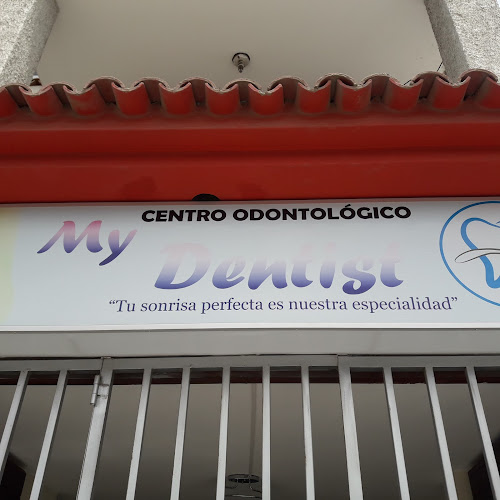 CENTRO ODONTOLÓGICO
My Dentist
“Tu sonrisa perfecta es nuestra especialidad”